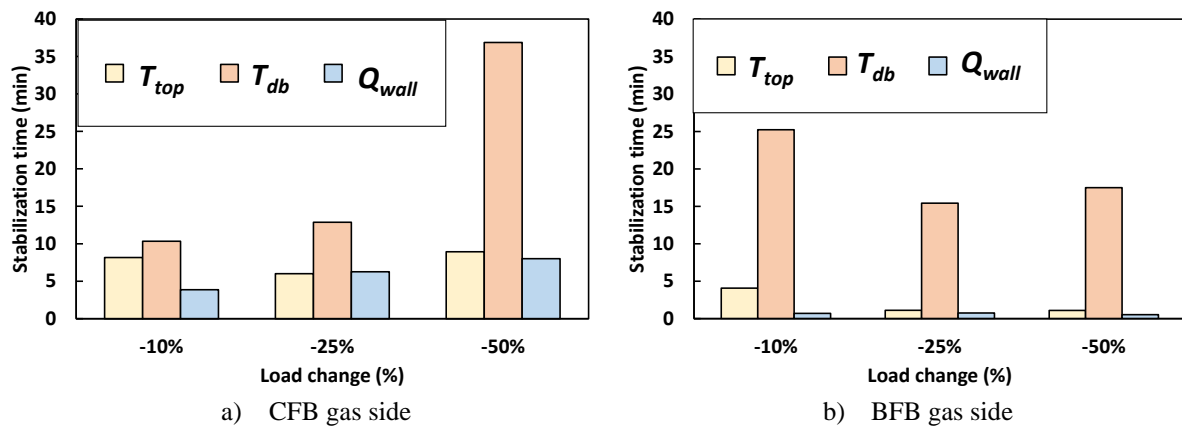 40
35
30
25
20
15
10
5
0
Stabilization time (min)
T_top T_db Q_wall
-10% -25% -50%
Load change (%)
a) CFB gas side
40
35
30
25
20
15
10
5
0
Stabilization time (min)
T_top T_db Q_wall
-10% -25% -50%
Load change (%)
b) BFB gas side